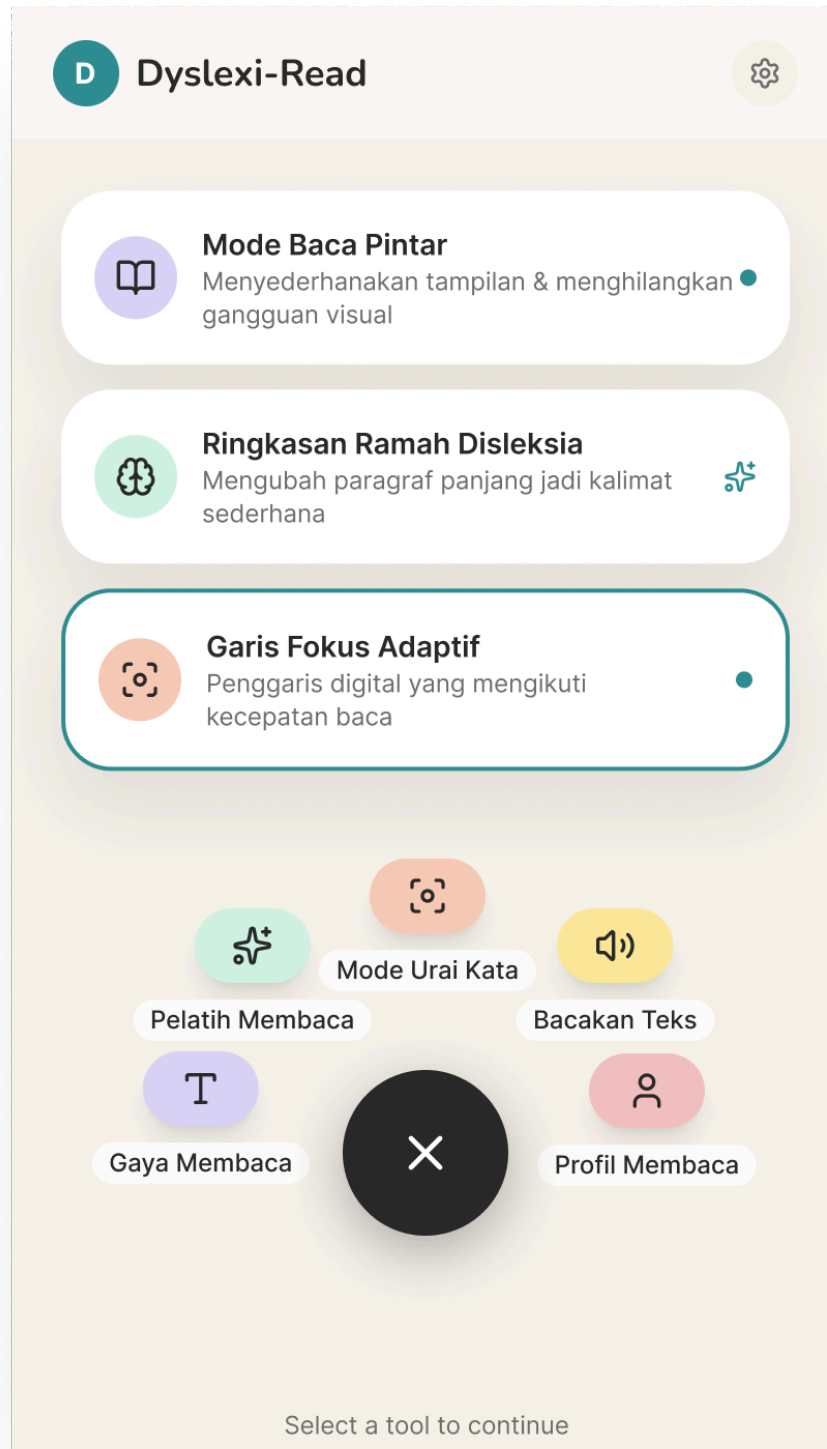 D
Dyslexi-Read
Mode Baca Pintar
Menyederhanakan tampilan & menghilangkan
gangguan visual
Ringkasan Ramah Disleksia
Mengubah paragraf panjang jadi kalimat
sederhana
Garis Fokus Adaptif
Penggaris digital yang mengikuti
kecepatan baca
Mode Urai Kata
Pelatih Membaca
Bacakan Teks
Gaya Membaca
Profil Membaca
Select a tool to continue